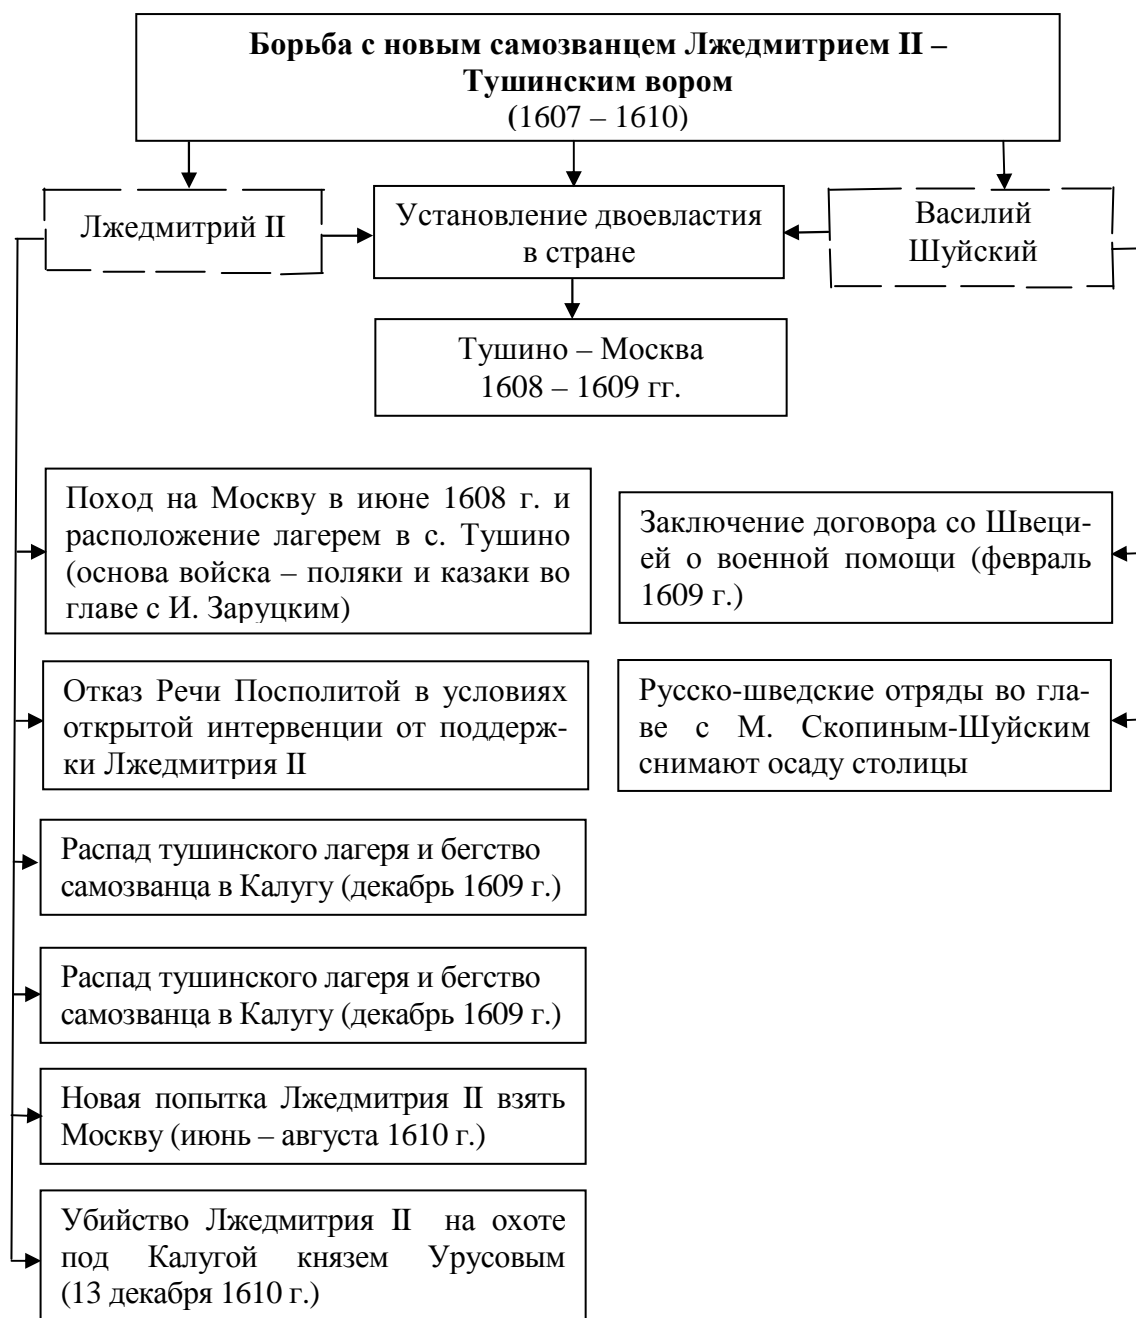 Борьба с новым самозванцем Лжедмитрием II –
Тушинским вором
(1607 – 1610)
Лжедмитрий II
Установление двоевластия
в стране
Василий
Шуйский
Тушино – Москва
1608 – 1609 гг.
Поход на Москву в июне 1608 г. и
расположение лагерем в с. Тушино
(основа войска – поляки и казаки во
главе с И. Заруцким)
Заключение договора со Швеци-
ей о военной помощи (февраль
1609 г.)
Отказ Речи Посполитой в условиях
открытой интервенции от поддерж-
ки Лжедмитрия II
Русско-шведские отряды во гла-
ве с М. Скопиным-Шуйским
снимают осаду столицы
Распад тушинского лагеря и бегство
самозванца в Калугу (декабрь 1609 г.)
Распад тушинского лагеря и бегство
самозванца в Калугу (декабрь 1609 г.)
Новая попытка Лжедмитрия II взять
Москву (июнь – августа 1610 г.)
Убийство Лжедмитрия II на охоте
под Калугой князем Урусовым
(13 декабря 1610 г.)